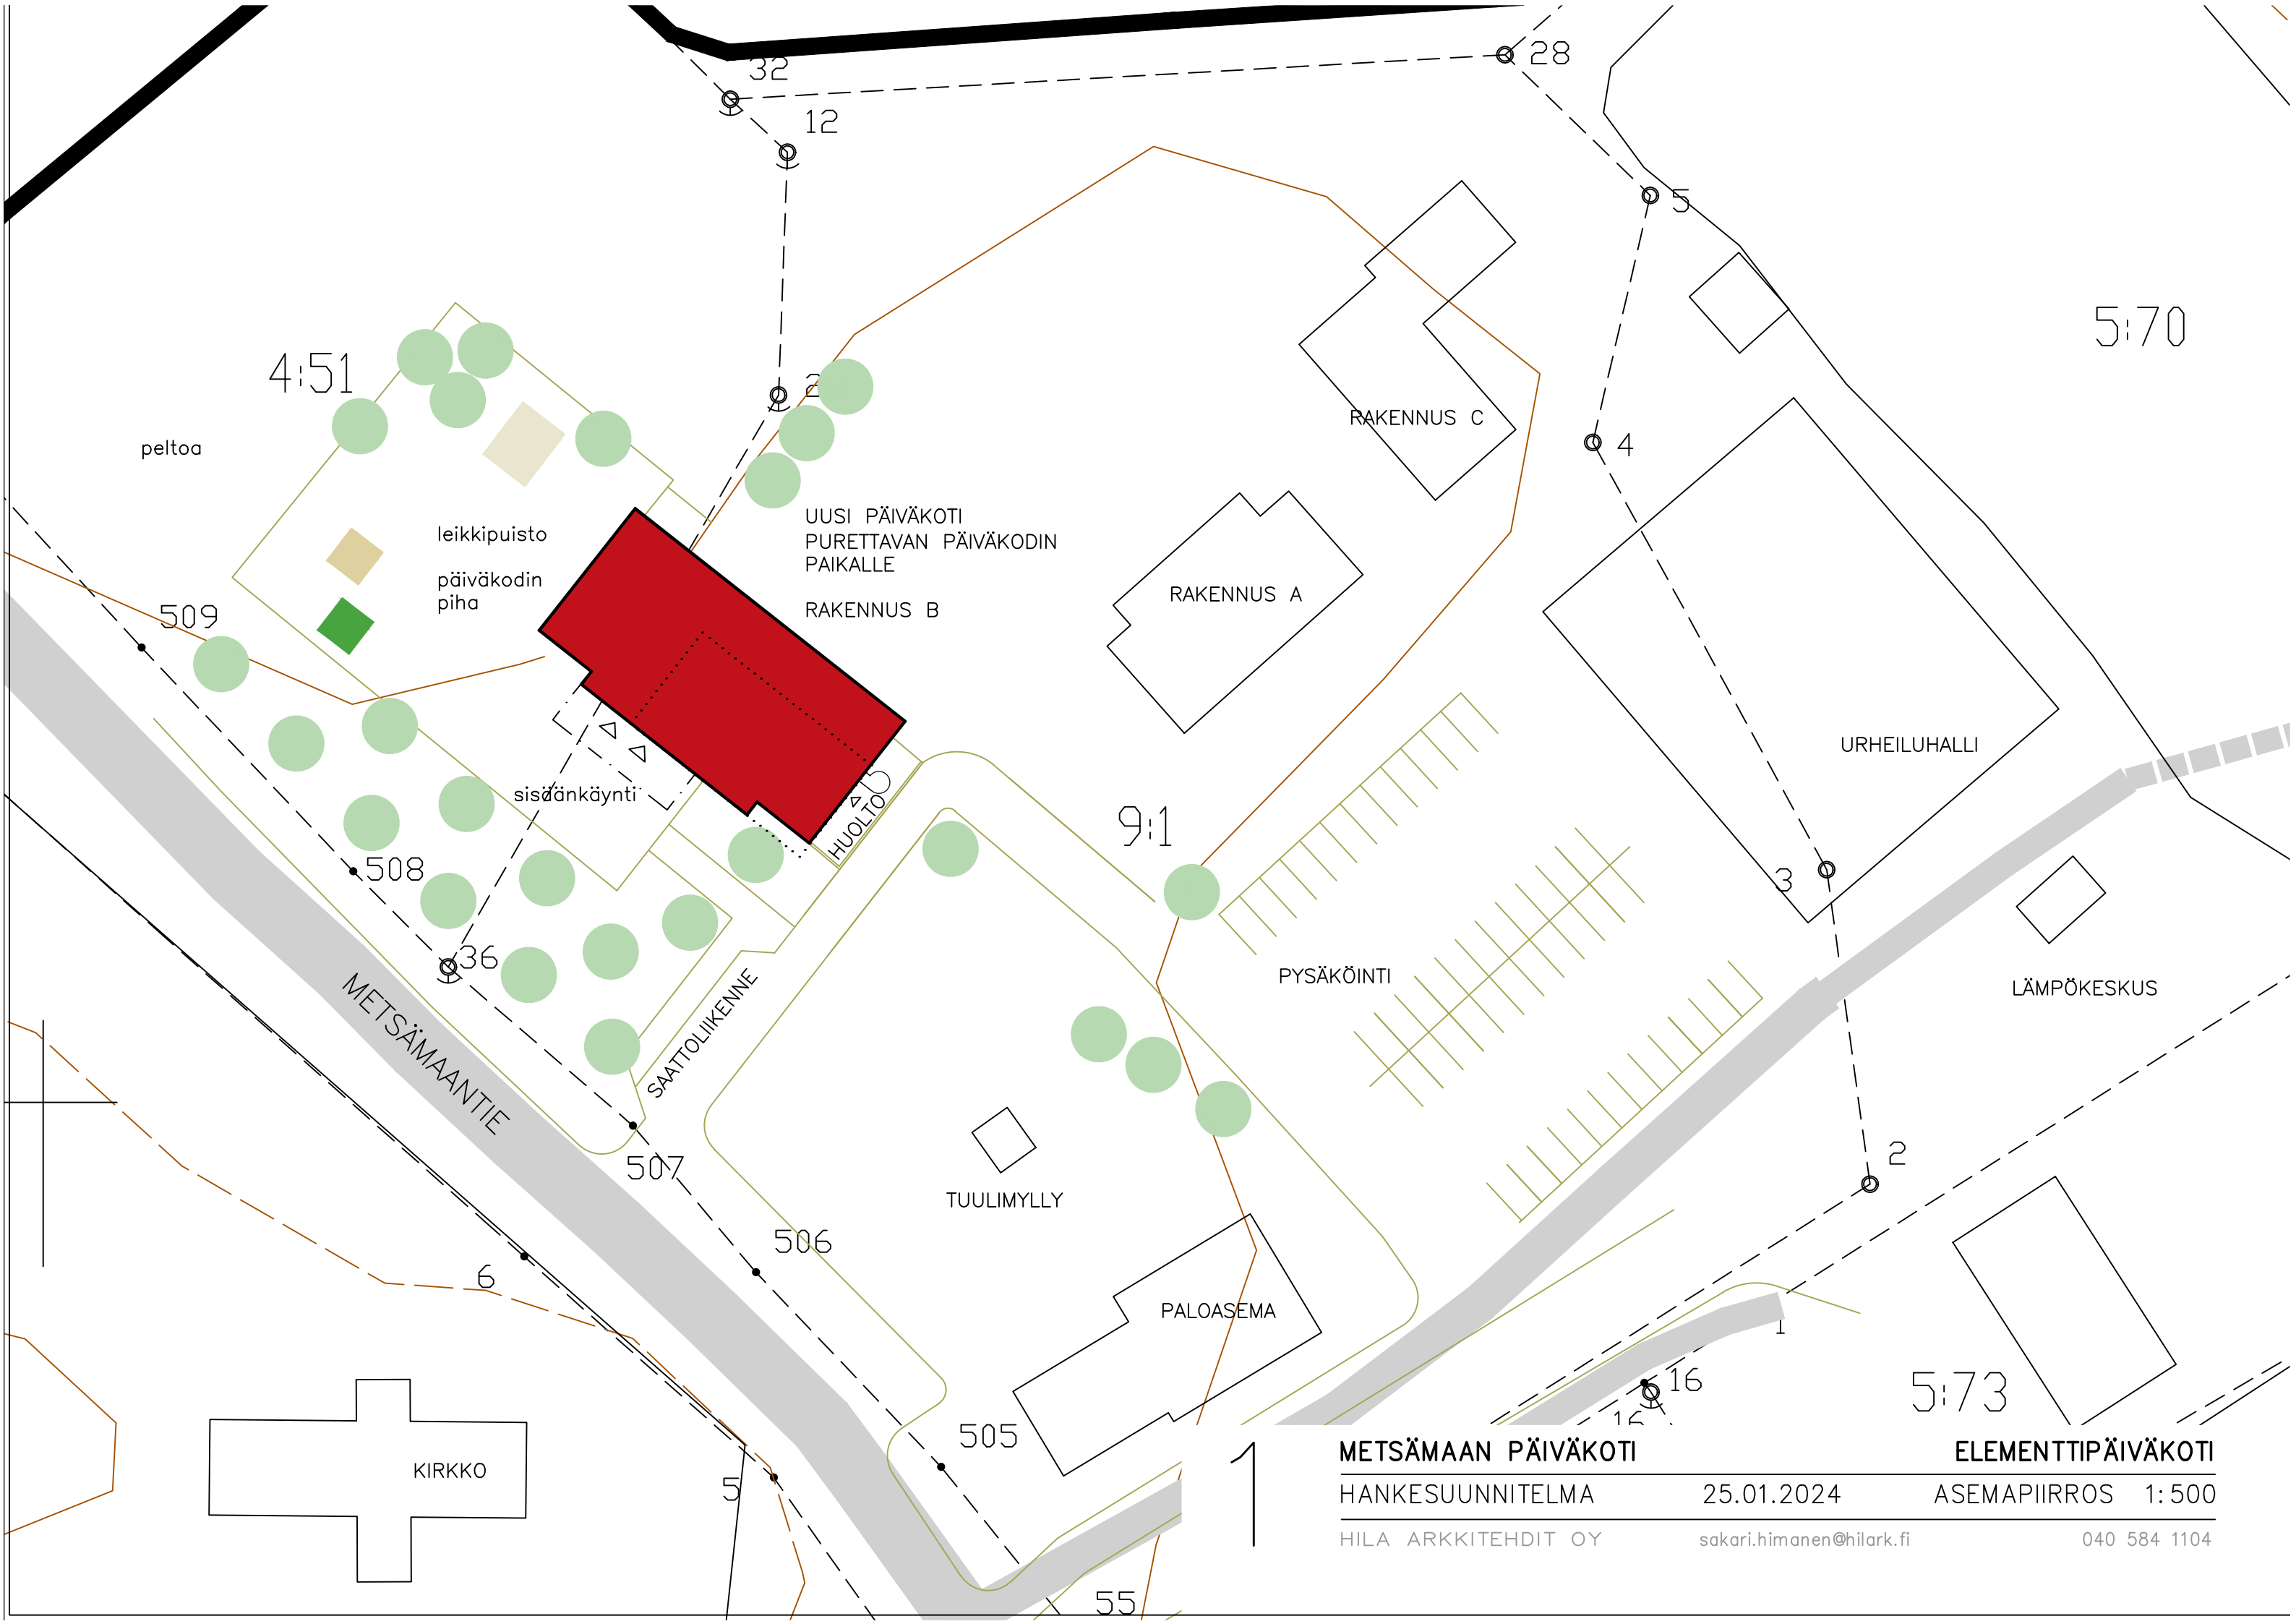 32
28
12
5
5:70
4:51
peltoa
4
RAKENNUS C
UUSI PÄIVÄKOTI
PURETTAVAN PÄIVÄKODIN
PAIKALLE
RAKENNUS B
leikkipuisto
päiväkodin
piha
RAKENNUS A
509
URHEILUHALLI
sisäänkäynti
HUOLTO
9:1
508
3
36
PYSÄKÖINTI
LÄMPÖKESKUS
METSÄMAANTIE
SAATTOLIIKENNE
507
2
TUULIMYLLY
506
6
PALOASEMA
1
16
5:73
505
KIRKKO
5
55
1
METSÄMAAN PÄIVÄKOTI ELEMENTTIPÄIVÄKOTI
HANKESUUNNITELMA 25.01.2024 ASEMAPIIRROS 1:500
HILA ARKKITEHDIT OY sakari.himanen@hilark.fi 040 584 1104